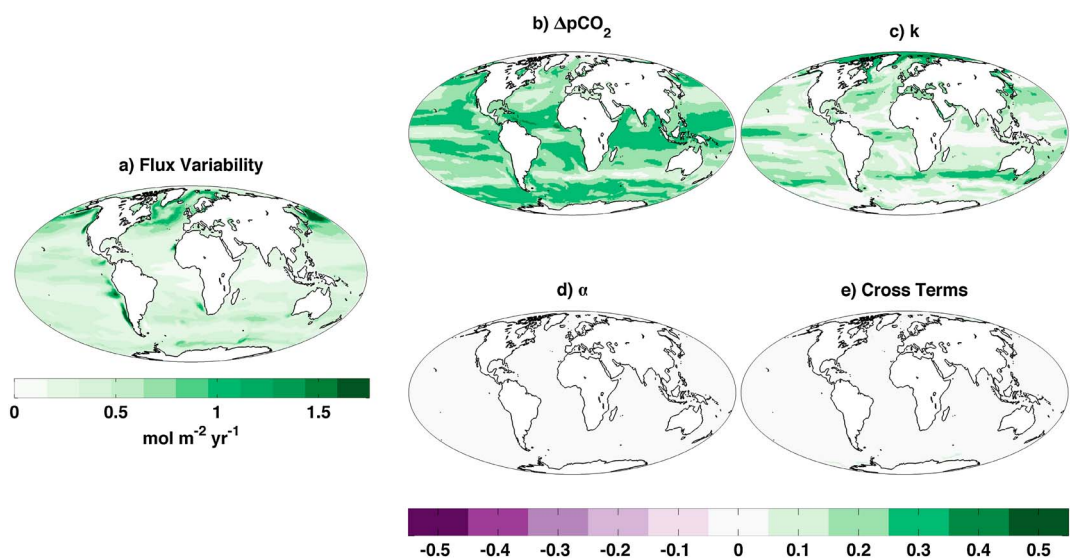 b) ΔpCO₂
c) k
a) Flux Variability
0 0.5 1 1.5
mol m⁻² yr⁻¹
d) α
e) Cross Terms
-0.5 -0.4 -0.3 -0.2 -0.1 0 0.1 0.2 0.3 0.4 0.5